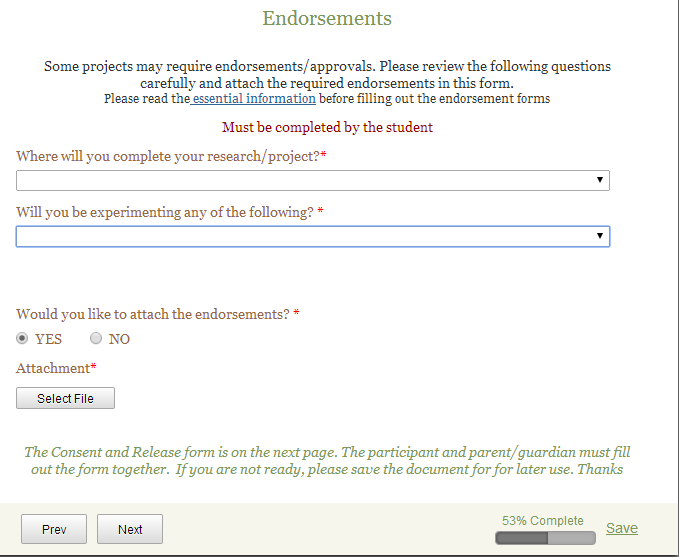 Endorsements
Some projects may require endorsements/approvals. Please review the following questions
carefully and attach the required endorsements in this form.
Please read the essential information before filling out the endorsement forms
Must be completed by the student
Where will you complete your research/project?*
Will you be experimenting any of the following? *
Would you like to attach the endorsements? *
YES NO
Attachment*
Select File
The Consent and Release form is on the next page. The participant and parent/guardian must fill
out the form together. If you are not ready, please save the document for for later use. Thanks
Prev Next 53% Complete Save